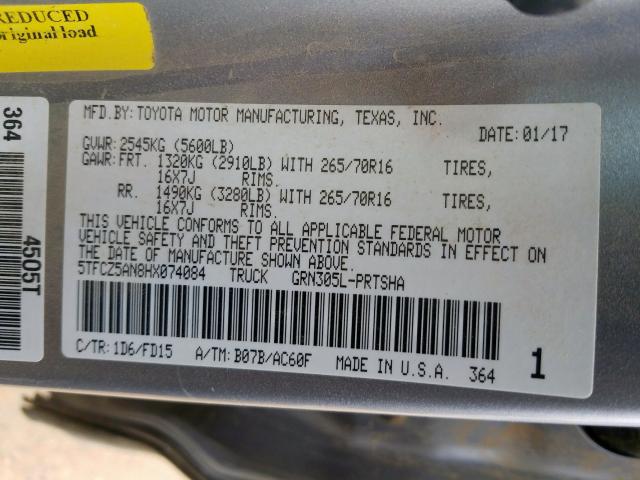 REDUCED
original load
364
4505T
MFD.BY: TOYOTA MOTOR MANUFACTURING, TEXAS, INC.
DATE: 01/17
GVWR: 2545KG (5600LB)
GAWR: FRT. 1320KG (2910LB) WITH 265/70R16 TIRES,
16X7J RIMS.
RR. 1490KG (3280LB) WITH 265/70R16 TIRES,
16X7J RIMS.
THIS VEHICLE CONFORMS TO ALL APPLICABLE FEDERAL MOTOR
VEHICLE SAFETY AND THEFT PREVENTION STANDARDS IN EFFECT ON
THE DATE OF MANUFACTURE SHOWN ABOVE.
5TFCZ5AN8HX074084 TRUCK GRN305L-PRTSHA
C/TR: 1D6/FD15 A/TM: B07B/AC60F MADE IN U.S.A. 364 1